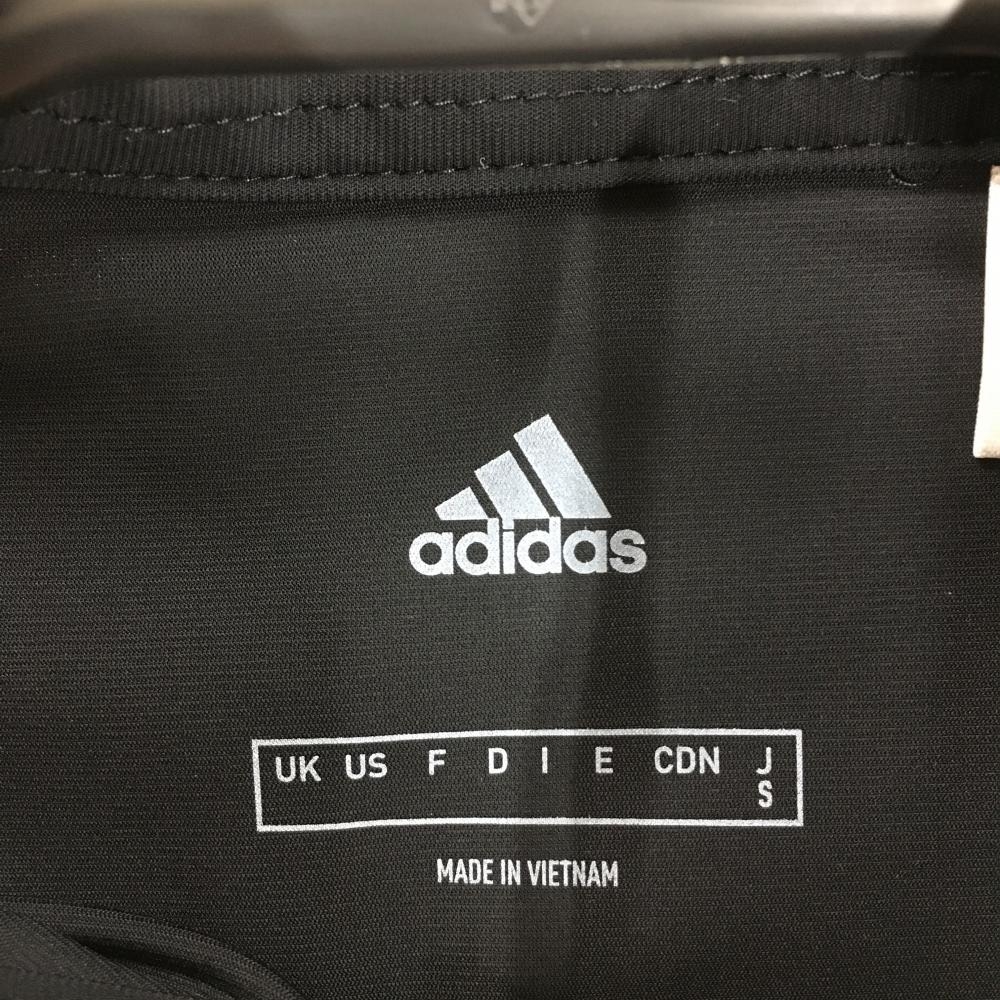 adidas
UK US F D I E CDN J
S
MADE IN VIETNAM